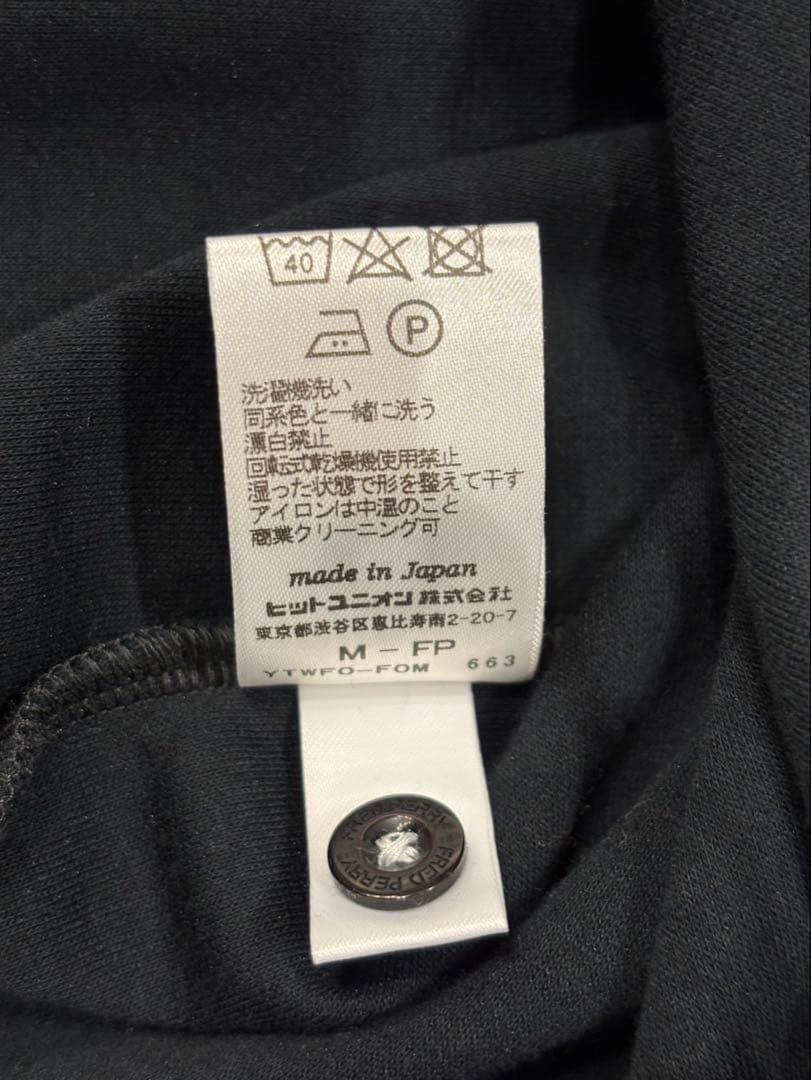 40
P
洗濯機洗い
同系色と一緒に洗う
漂白禁止
回転式乾燥機使用禁止
湿った状態で形を整えて干す
アイロンは中温のこと
商業クリーニング可
made in Japan
ヒットユニオン株式会社
東京都渋谷区恵比寿南2-20-7
M-FP
YTWFO-FOM 663
FRED PERRY
FRED PERRY